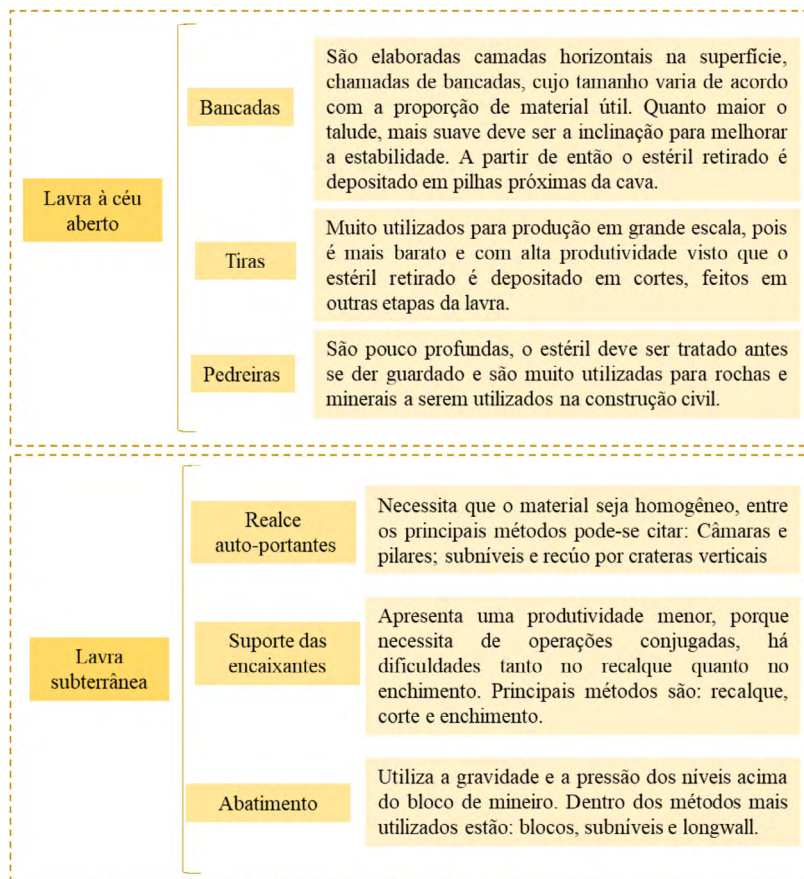 Lavra à céu
aberto
Bancadas
São elaboradas camadas horizontais na superfície,
chamadas de bancadas, cujo tamanho varia de acordo
com a proporção de material útil. Quanto maior o
talude, mais suave deve ser a inclinação para melhorar
a estabilidade. A partir de então o estéril retirado é
depositado em pilhas próximas da cava.
Tiras
Muito utilizados para produção em grande escala, pois
é mais barato e com alta produtividade visto que o
estéril retirado é depositado em cortes, feitos em
outras etapas da lavra.
Pedreiras
São pouco profundas, o estéril deve ser tratado antes
se der guardado e são muito utilizadas para rochas e
minerais a serem utilizados na construção civil.
Lavra
subterrânea
Realce
auto-portantes
Necessita que o material seja homogêneo, entre
os principais métodos pode-se citar: Câmaras e
pilares; subníveis e recúo por crateras verticais
Suporte das
encaixantes
Apresenta uma produtividade menor, porque
necessita de operações conjugadas, há
dificuldades tanto no recalque quanto no
enchimento. Principais métodos são: recalque,
corte e enchimento.
Abatimento
Utiliza a gravidade e a pressão dos níveis acima
do bloco de mineiro. Dentro dos métodos mais
utilizados estão: blocos, subníveis e longwall.